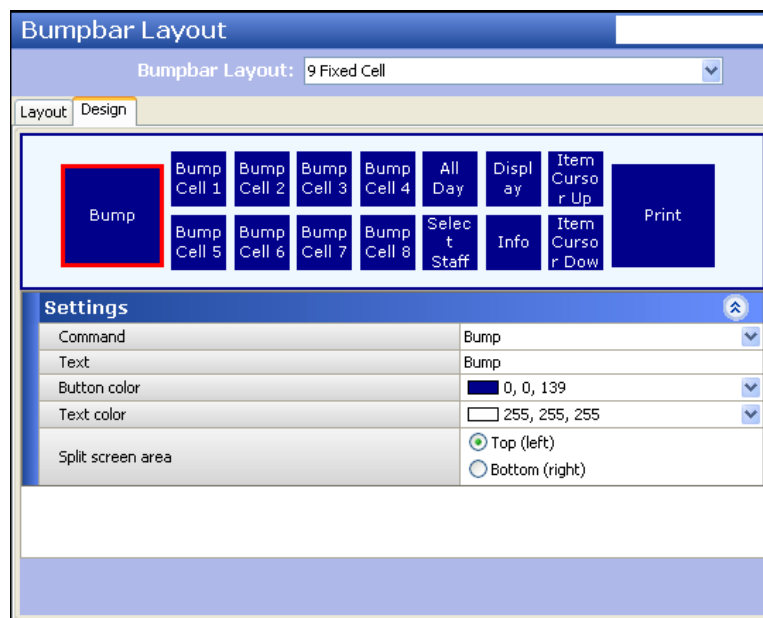 Bumpbar Layout
Bumpbar Layout: 9 Fixed Cell
Layout Design
Bump
Bump Cell 1
Bump Cell 2
Bump Cell 3
Bump Cell 4
All Day
Displ
ay
Item
Curso
r Up
Print
Bump Cell 5
Bump Cell 6
Bump Cell 7
Bump Cell 8
Selec
t
Staff
Info
Item
Curso
r Dow
Settings
Command Bump
Text Bump
Button color 0, 0, 139
Text color 255, 255, 255
Split screen area
Top (left)
Bottom (right)